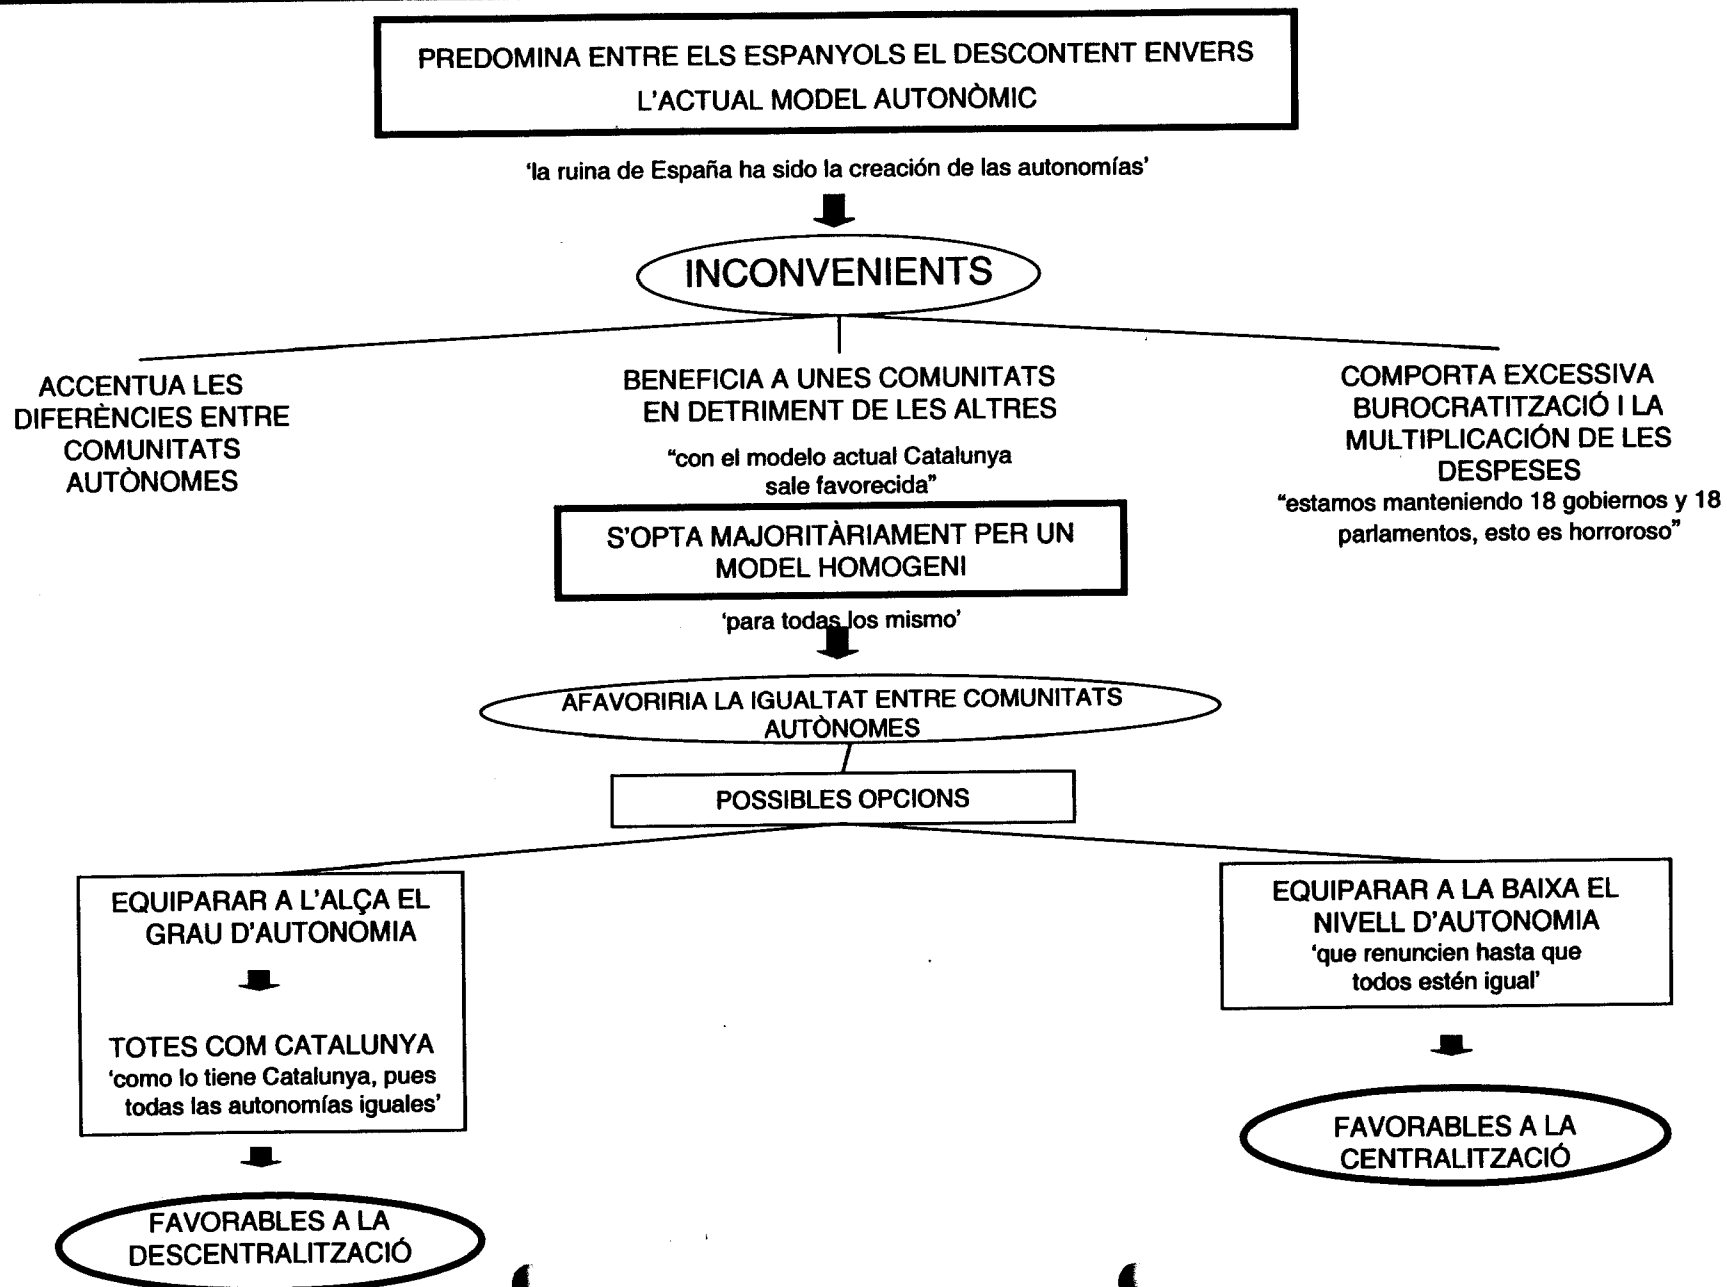 PREDOMINA ENTRE ELS ESPANYOLS EL DESCONTENT ENVERS
L'ACTUAL MODEL AUTONÒMIC
'la ruina de España ha sido la creación de las autonomías'
INCONVENIENTS
ACCENTUA LES
DIFERÈNCIES ENTRE
COMUNITATS
AUTÒNOMES
BENEFICIA A UNES COMUNITATS
EN DETRIMENT DE LES ALTRES
“con el modelo actual Catalunya
sale favorecida”
COMPORTA EXCESSIVA
BUROCRATITZACIÓ I LA
MULTIPLICACIÓN DE LES
DESPESES
“estamos manteniendo 18 gobiernos y 18
parlamentos, esto es horroroso”
S'OPTA MAJORITÀRIAMENT PER UN
MODEL HOMOGENI
'para todas los mismo'
AFAVORIRIA LA IGUALTAT ENTRE COMUNITATS
AUTÒNOMES
POSSIBLES OPCIONS
EQUIPARAR A L'ALÇA EL
GRAU D'AUTONOMIA
TOTES COM CATALUNYA
'como lo tiene Catalunya, pues
todas las autonomías iguales'
FAVORABLES A LA
DESCENTRALITZACIÓ
EQUIPARAR A LA BAIXA EL
NIVELL D'AUTONOMIA
'que renuncien hasta que
todos estén igual'
FAVORABLES A LA
CENTRALITZACIÓ